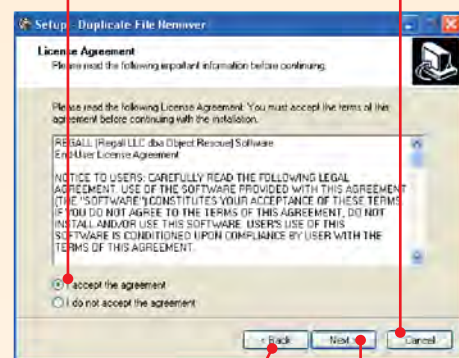 Setup - Duplicate File Remover
License Agreement
Please read the following important information before continuing.
Please read the following License Agreement. You must accept the terms of this
agreement before continuing with the installation.
REGALL (Regall LLC dba Object Rescue) Software
End-User License Agreement
NOTICE TO USERS: CAREFULLY READ THE FOLLOWING LEGAL
AGREEMENT. USE OF THE SOFTWARE PROVIDED WITH THIS AGREEMENT
(THE "SOFTWARE") CONSTITUTES YOUR ACCEPTANCE OF THESE TERMS.
IF YOU DO NOT AGREE TO THE TERMS OF THIS AGREEMENT, DO NOT
INSTALL AND/OR USE THIS SOFTWARE. USER'S USE OF THIS
SOFTWARE IS CONDITIONED UPON COMPLIANCE BY USER WITH THE
TERMS OF THIS AGREEMENT.
I accept the agreement
I do not accept the agreement
< Back Next > Cancel